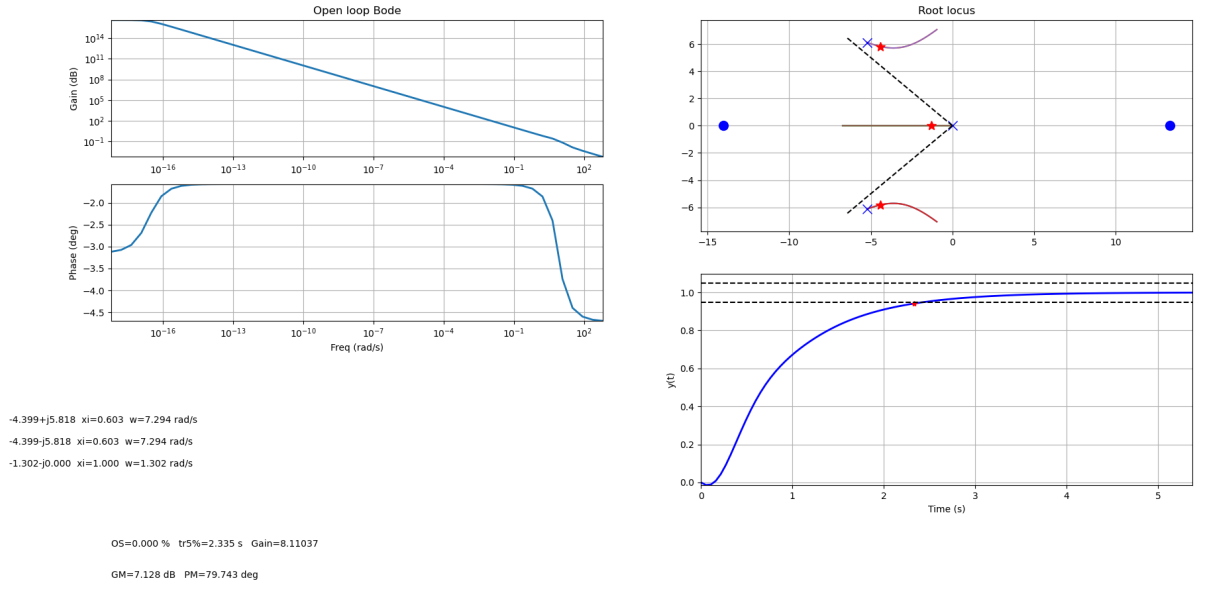 Open loop Bode
Gain (dB)
10^14
10^11
10^8
10^5
10^2
10^−1
10^−16 10^−13 10^−10 10^−7 10^−4 10^−1 10^2
Phase (deg)
−2.0
−2.5
−3.0
−3.5
−4.0
−4.5
10^−16 10^−13 10^−10 10^−7 10^−4 10^−1 10^2
Freq (rad/s)
Root locus
6
4
2
0
−2
−4
−6
−15 −10 −5 0 5 10
y(t)
1.0
0.8
0.6
0.4
0.2
0.0
0 1 2 3 4 5
Time (s)
-4.399+j5.818 xi=0.603 w=7.294 rad/s
-4.399-j5.818 xi=0.603 w=7.294 rad/s
-1.302-j0.000 xi=1.000 w=1.302 rad/s
OS=0.000 % tr5%=2.335 s Gain=8.11037
GM=7.128 dB PM=79.743 deg